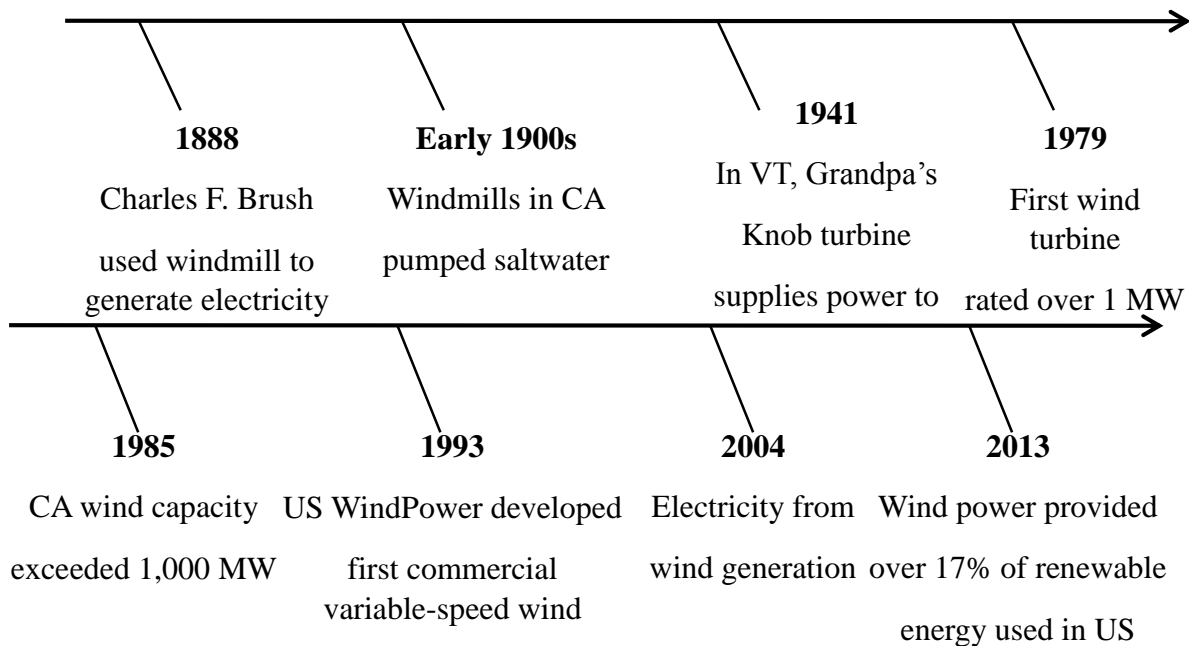 1888
Charles F. Brush
used windmill to
generate electricity
Early 1900s
Windmills in CA
pumped saltwater
1941
In VT, Grandpa’s
Knob turbine
supplies power to
1979
First wind
turbine
rated over 1 MW
1985
CA wind capacity
exceeded 1,000 MW
1993
US WindPower developed
first commercial
variable-speed wind
2004
Electricity from
wind generation
2013
Wind power provided
over 17% of renewable
energy used in US